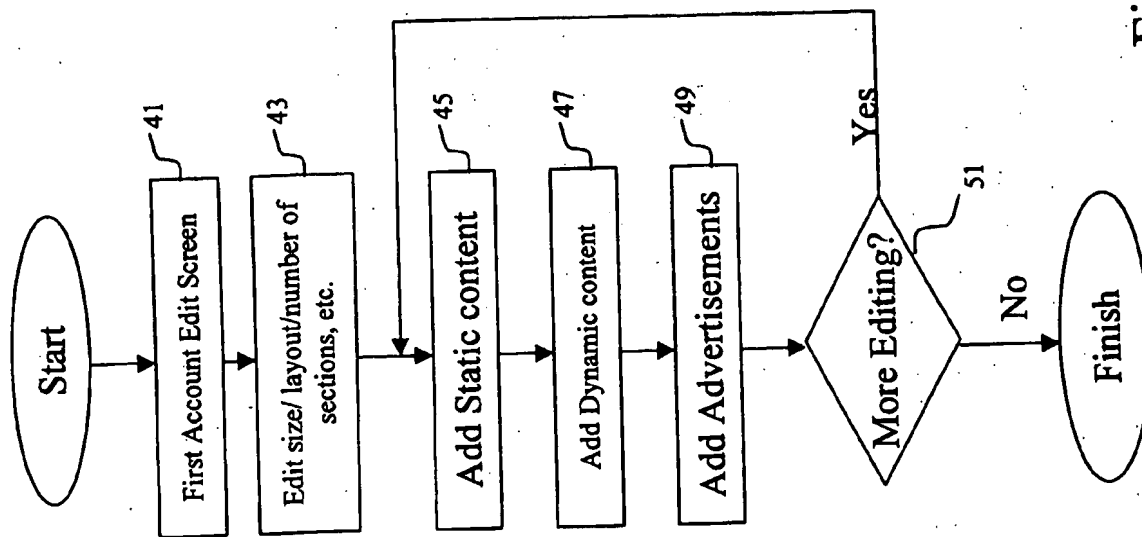 Start
First Account Edit Screen
41
Edit size/ layout/number of
sections, etc.
43
Add Static content
45
Add Dynamic content
47
Add Advertisements
49
More Editing?
51
Yes
No
Finish